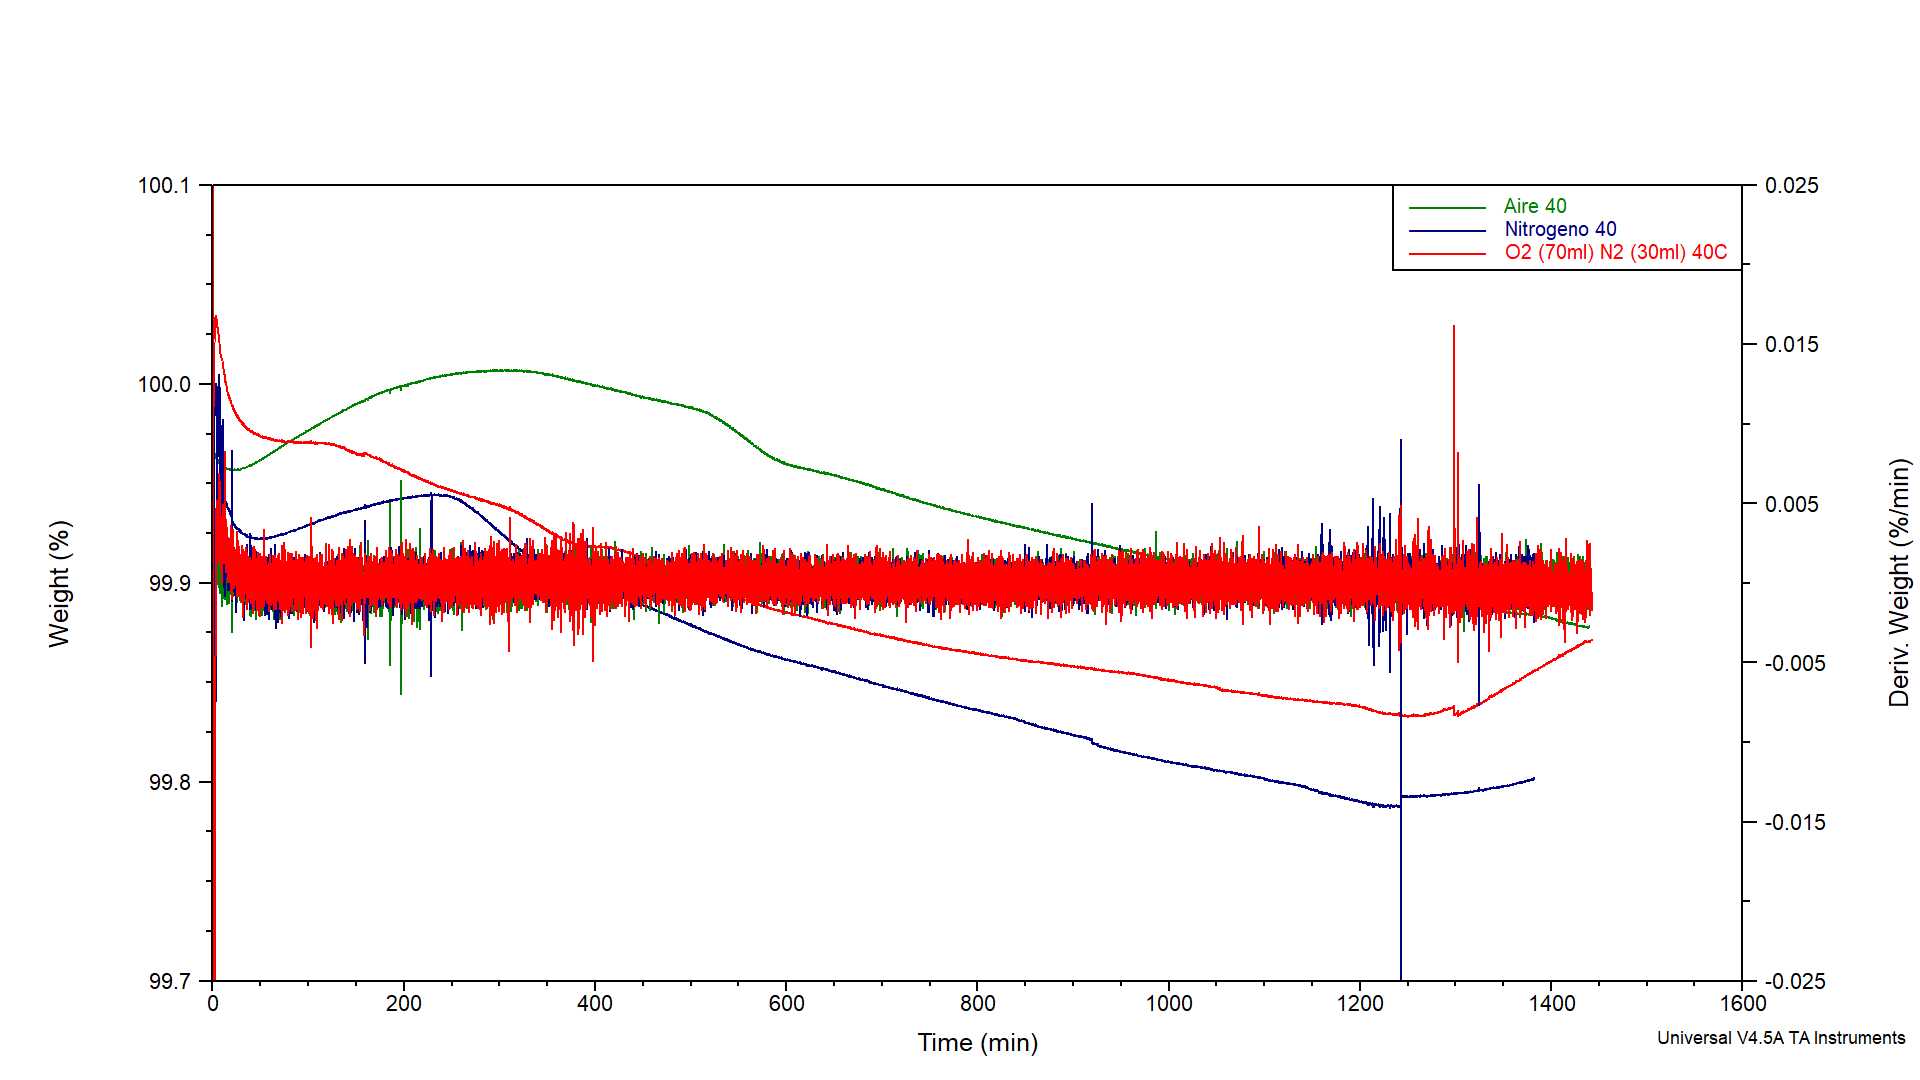 100.1
0.025
Aire 40
Nitrogeno 40
O2 (70ml) N2 (30ml) 40C
0.015
100.0
0.005
99.9
Weight (%)
Deriv. Weight (%/min)
-0.005
99.8
-0.015
99.7
-0.025
0 200 400 600 800 1000 1200 1400 1600
Time (min)
Universal V4.5A TA Instruments